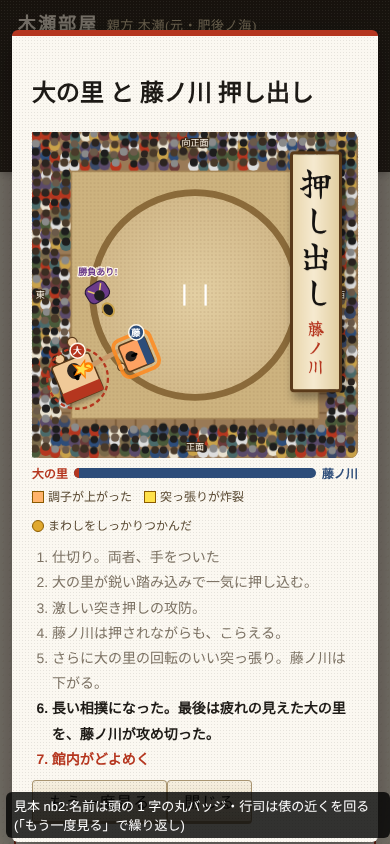 木瀬部屋 親方 木瀬(元・肥後ノ海)
大の里 と 藤ノ川 押し出し
向正面
押し出し
藤ノ川
勝負あり!
東
藤
大
正面
大の里
藤ノ川
調子が上がった 突っ張りが炸裂
まわしをしっかりつかんだ
1. 仕切り。両者、手をついた
2. 大の里が鋭い踏み込みで一気に押し込む。
3. 激しい突き押しの攻防。
4. 藤ノ川は押されながらも、こらえる。
5. さらに大の里の回転のいい突っ張り。藤ノ川は
下がる。
6. 長い相撲になった。最後は疲れの見えた大の里
を、藤ノ川が攻め切った。
7. 館内がどよめく
見本 nb2:名前は頭の 1 字の丸バッジ・行司は俵の近くを回る
(「もう一度見る」で繰り返し)